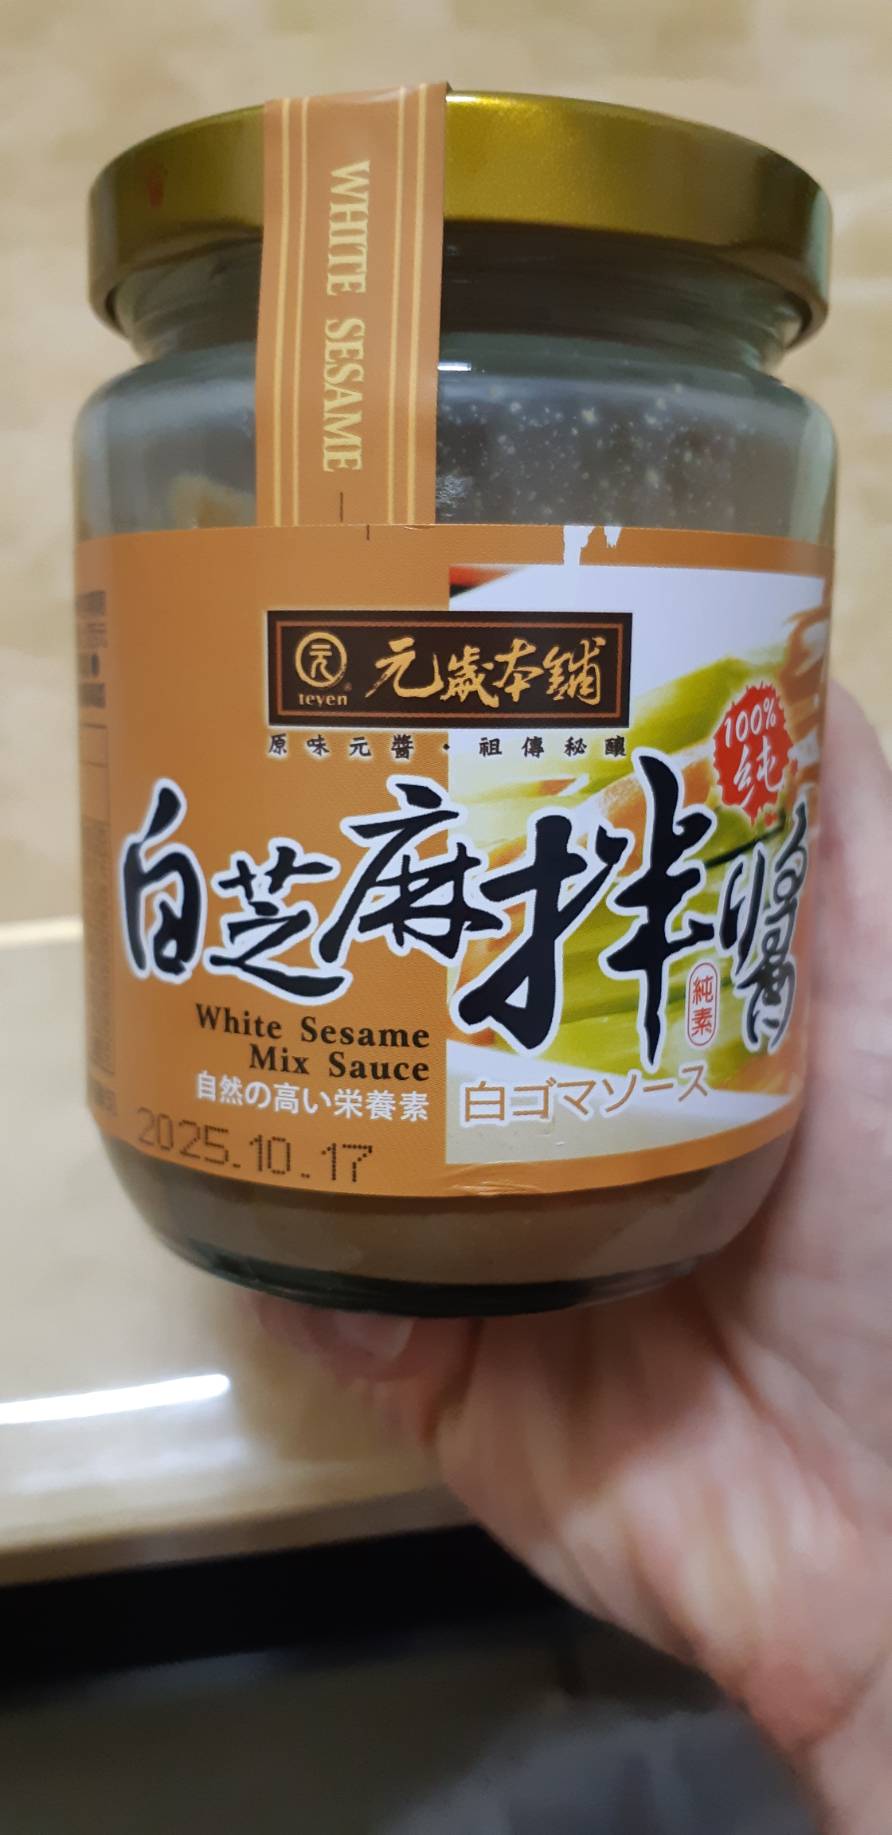 WHITE SESAME
元 元歲本舖
teyen
原味元醬·祖傳秘釀
100%
純
白芝麻拌醬
純素
White Sesame
Mix Sauce
自然の高い栄養素
白ゴマソース
2025.10.17